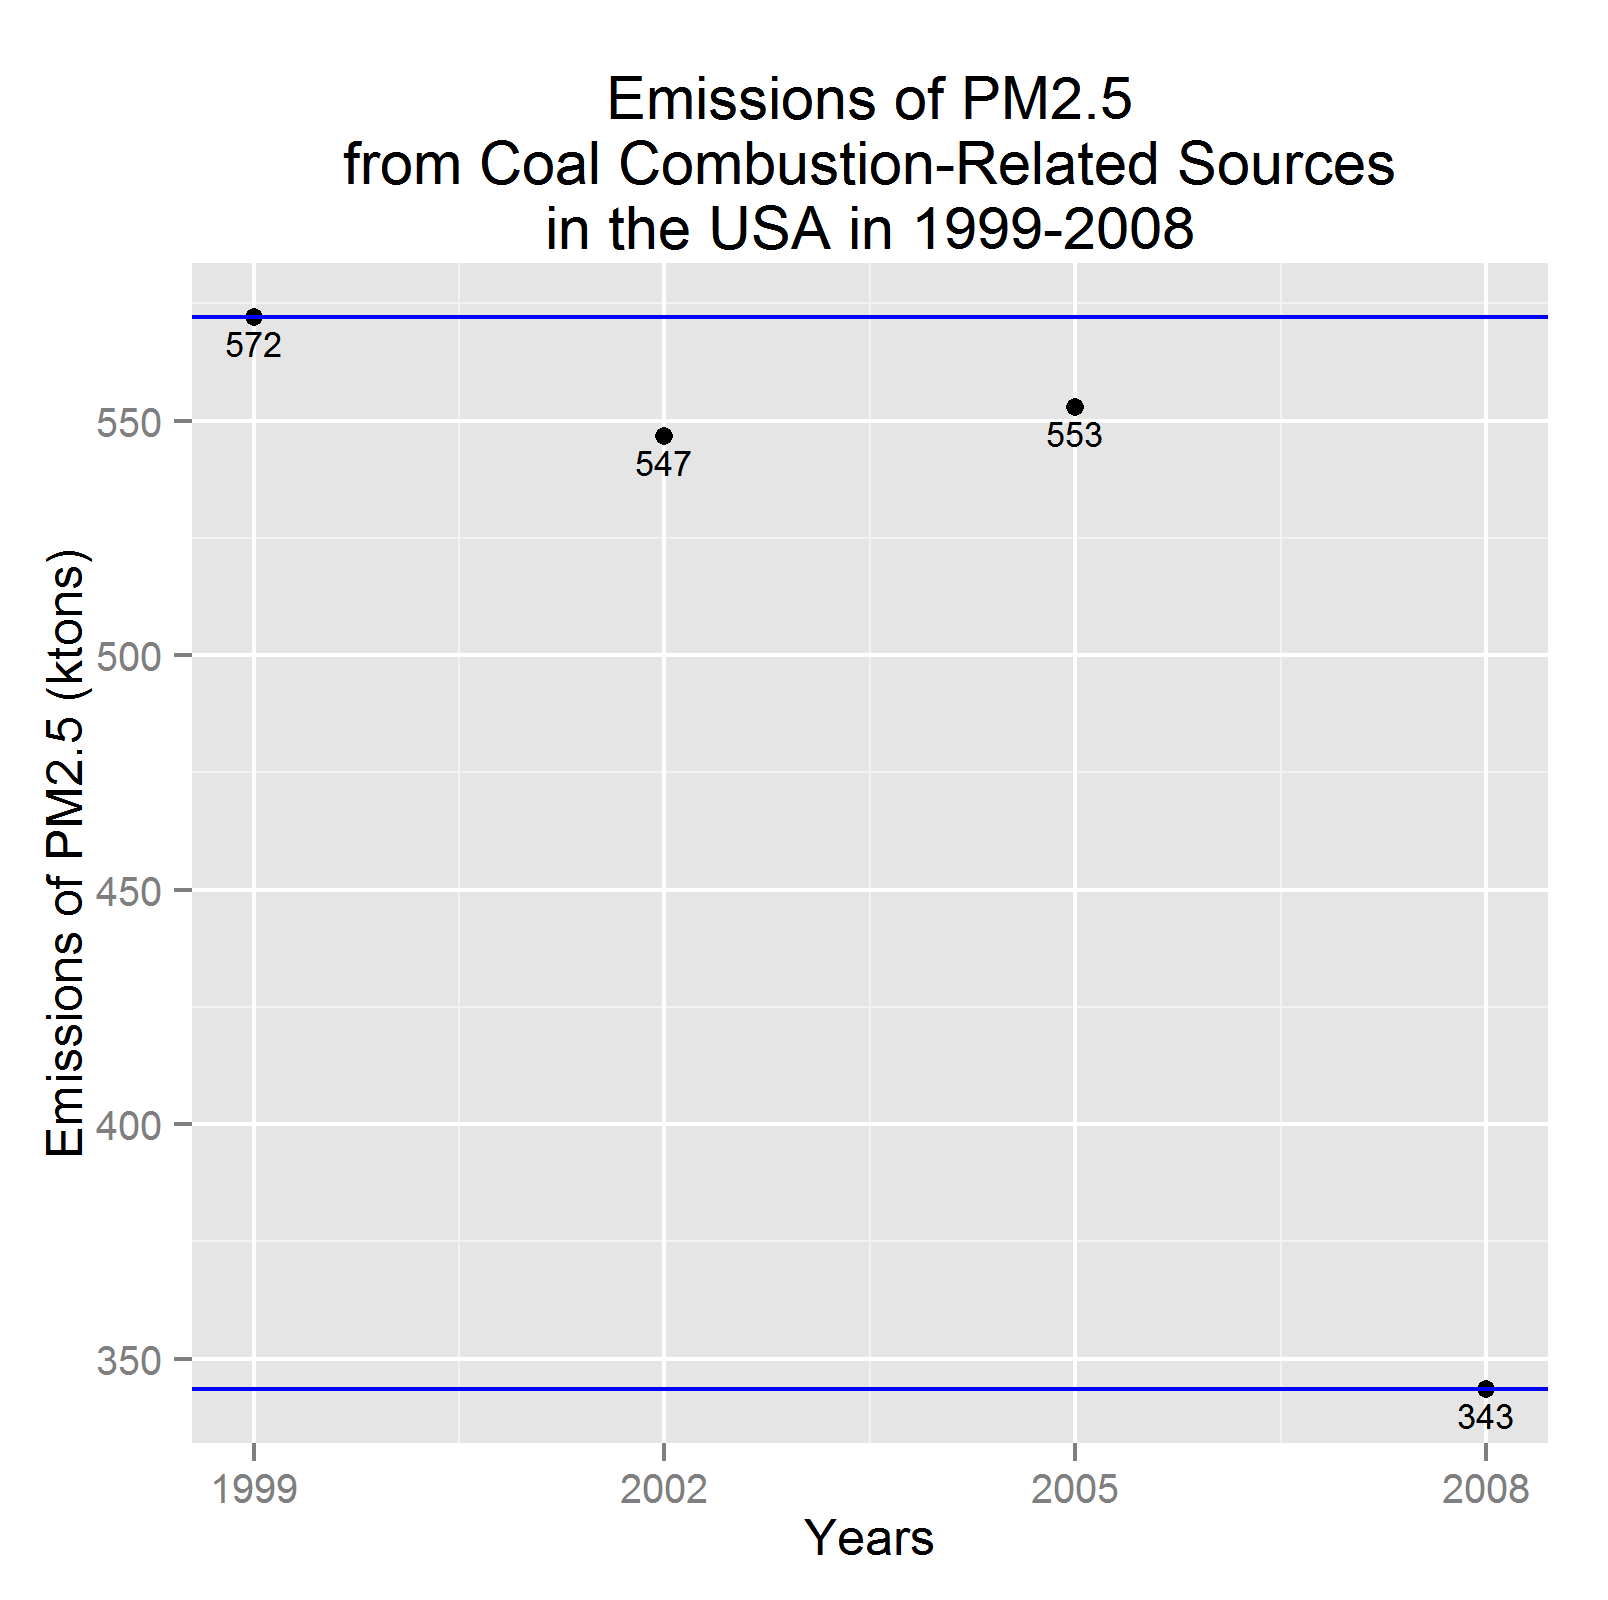 Emissions of PM2.5
from Coal Combustion-Related Sources
in the USA in 1999-2008
Emissions of PM2.5 (ktons)
550
500
450
400
350
572
547
553
343
1999
2002
2005
2008
Years